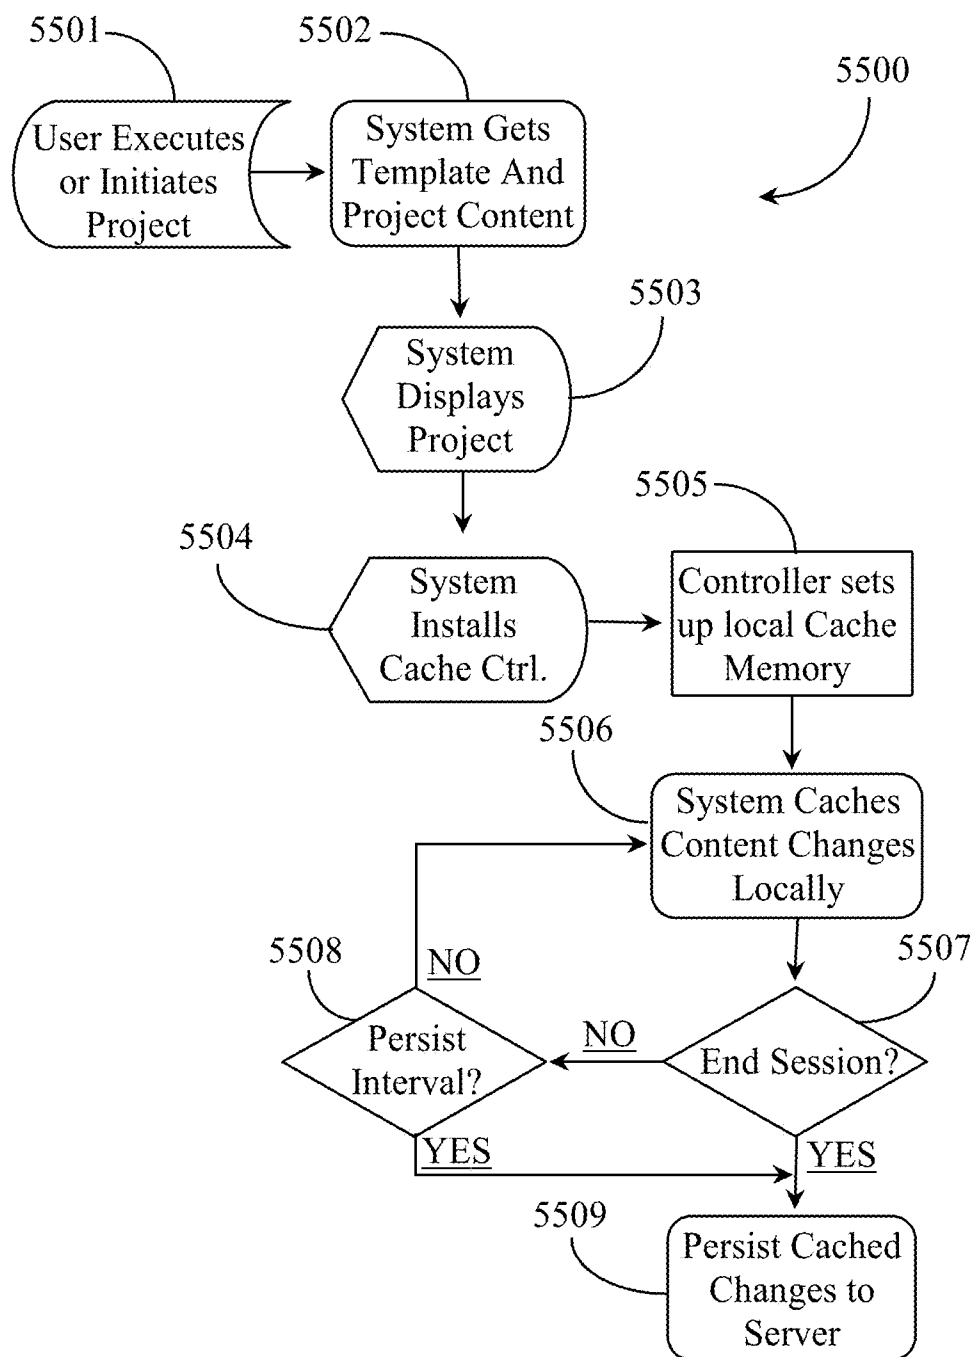 5501
5502
5500
User Executes
or Initiates
Project
System Gets
Template And
Project Content
5503
System
Displays
Project
5504
5505
System
Installs
Cache Ctrl.
Controller sets
up local Cache
Memory
5506
System Caches
Content Changes
Locally
5508
NO
5507
Persist
Interval?
NO
End Session?
YES
YES
5509
Persist Cached
Changes to
Server